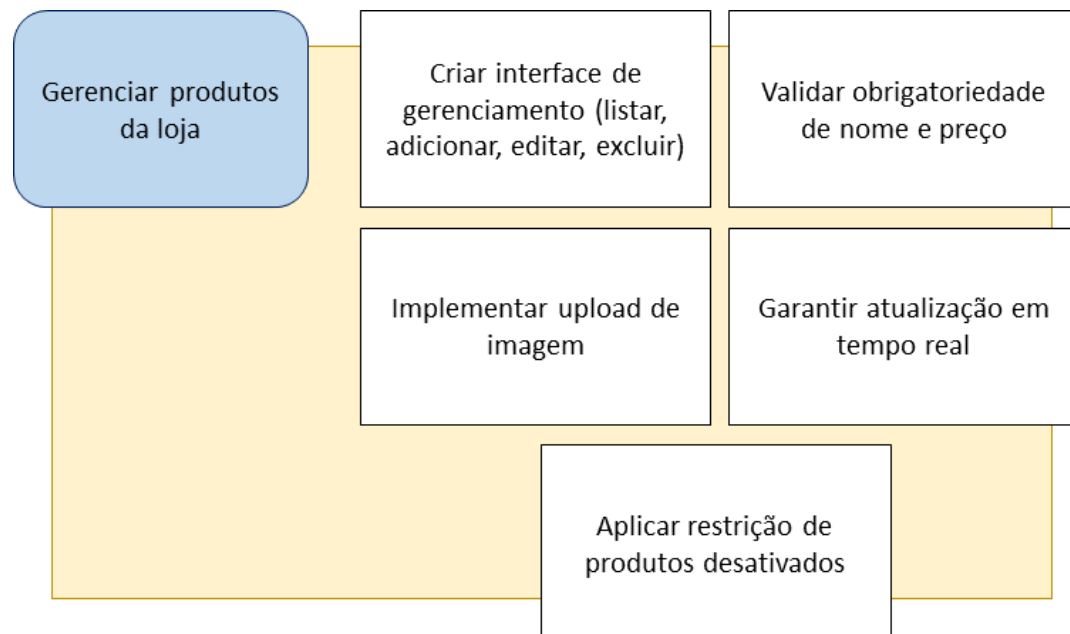 Gerenciar produtos
da loja
Criar interface de
gerenciamento (listar,
adicionar, editar, excluir)
Validar obrigatoriedade
de nome e preço
Implementar upload de
imagem
Garantir atualização em
tempo real
Aplicar restrição de
produtos desativados